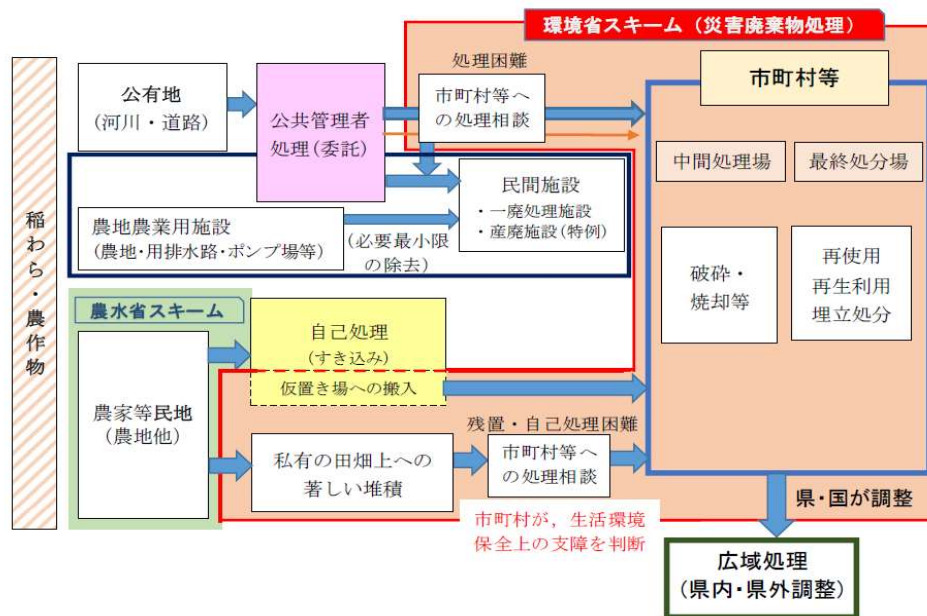 環境省スキーム（災害廃棄物処理）
稲わら・農作物
公有地
(河川・道路)
公共管理者
処理(委託)
処理困難
市町村等へ
の処理相談
市町村等
中間処理場
最終処分場
破砕・
焼却等
再使用
再生利用
埋立処分
民間施設
・一廃処理施設
・産廃施設(特例)
農地農業用施設
(農地・用排水路・ポンプ場等)
(必要最小限
の除去)
農水省スキーム
農家等民地
(農地他)
自己処理
(すき込み)
仮置き場への搬入
私有の田畑上への
著しい堆積
残置・自己処理困難
市町村等へ
の処理相談
市町村が，生活環境
保全上の支障を判断
県・国が調整
広域処理
(県内・県外調整)